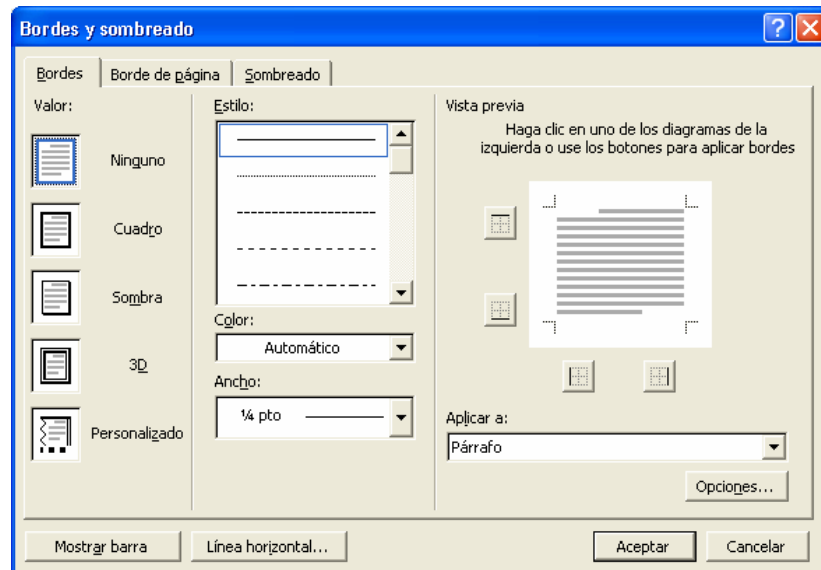 Bordes y sombreado
Bordes
Borde de página
Sombreado
Valor:
Ninguno
Cuadro
Sombra
3D
Personalizado
Estilo:
Color:
Automático
Ancho:
¼ pto
Vista previa
Haga clic en uno de los diagramas de la
izquierda o use los botones para aplicar bordes
Aplicar a:
Párrafo
Opciones...
Mostrar barra
Línea horizontal...
Aceptar
Cancelar